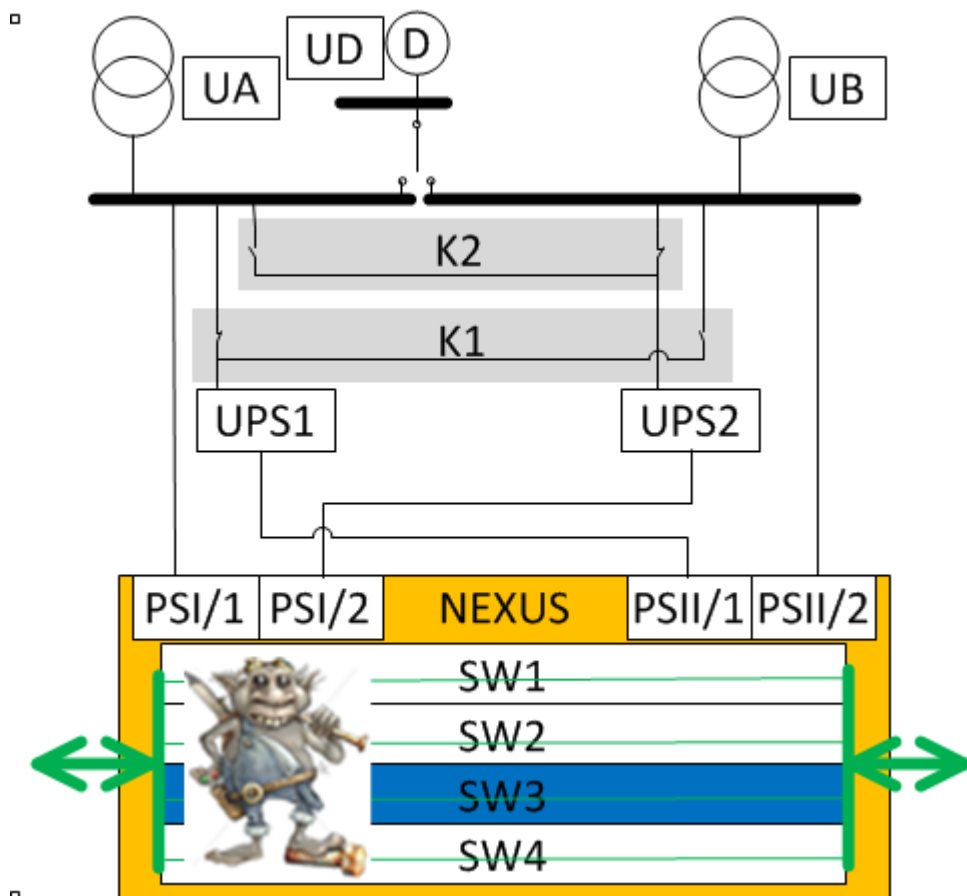 UD D
UA UB
K2
K1
UPS1 UPS2
PSI/1 PSI/2 NEXUS PSII/1 PSII/2
SW1
SW2
SW3
SW4